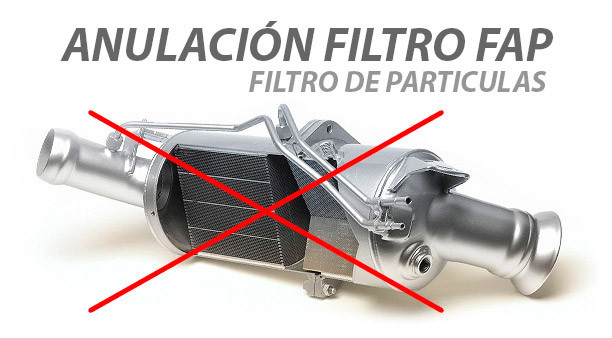 ANULACIÓN FILTRO FAP
FILTRO DE PARTICULAS